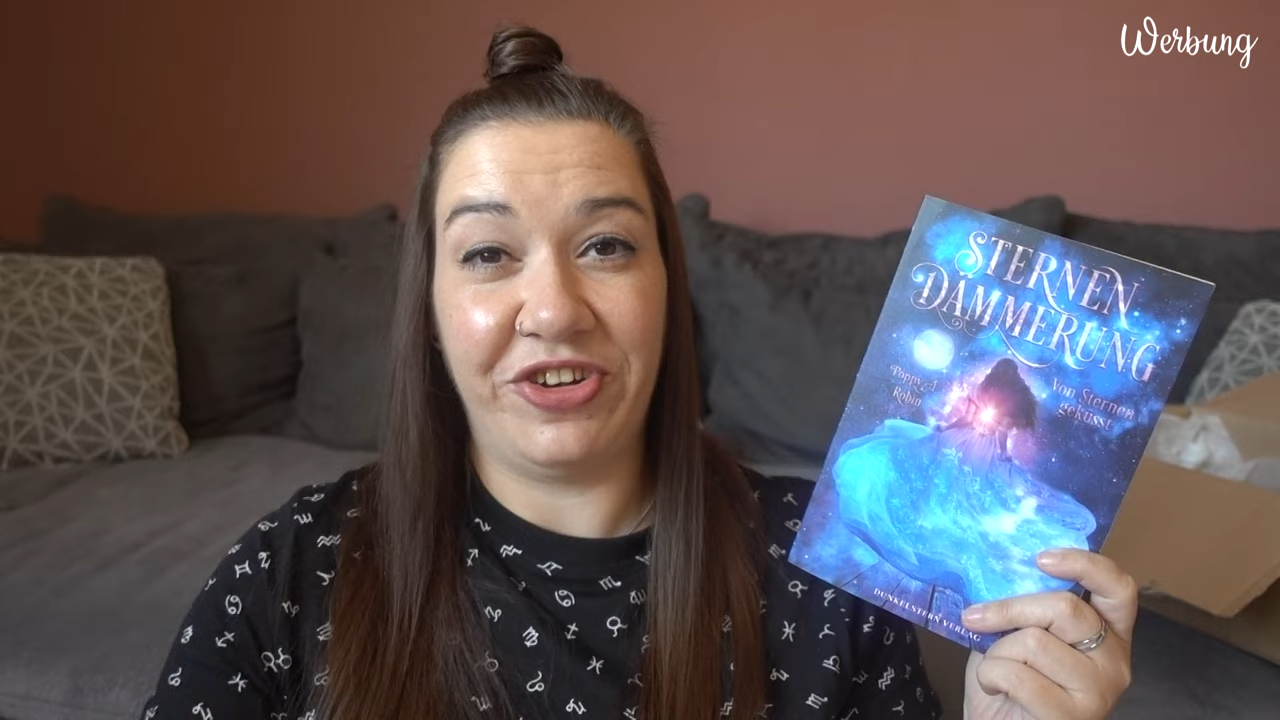 Werbung
STERNEN
DÄMMERUNG
Poppy J.
Robin
Von Sternen
geküsst
DUNKELSTERN VERLAG